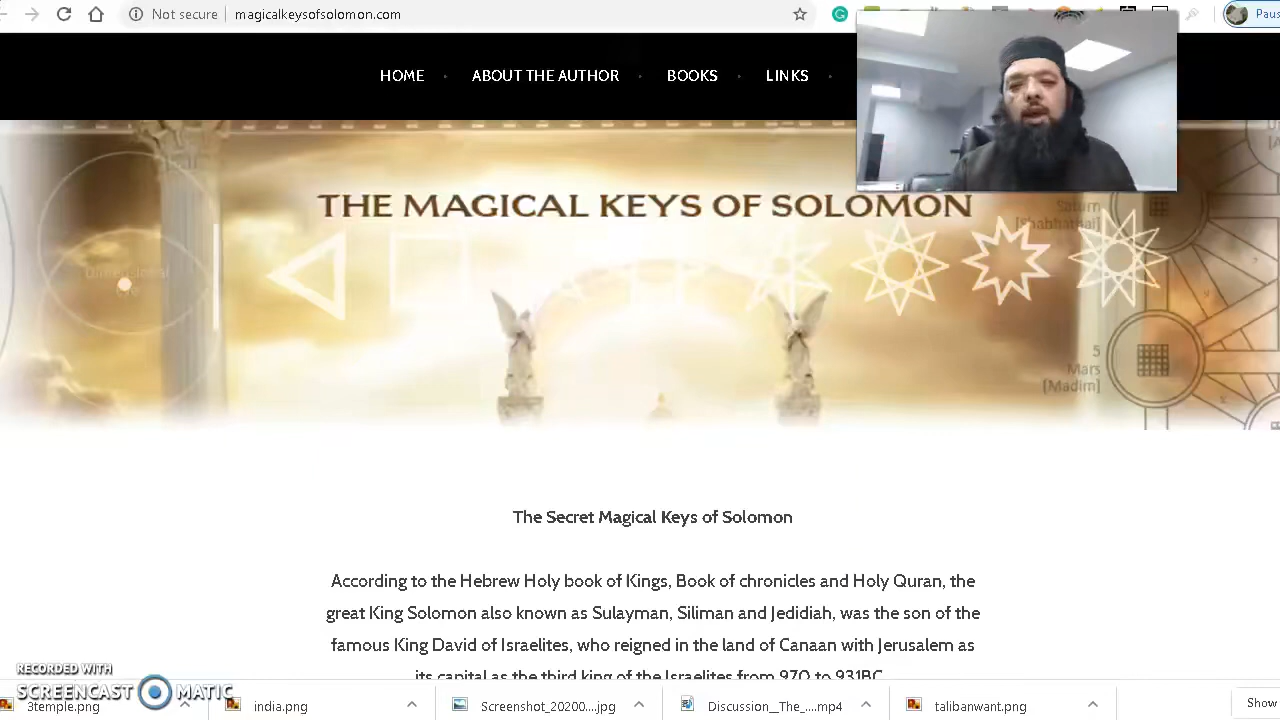 Not secure | magicalkeysofsolomon.com
Paus
HOME ABOUT THE AUTHOR BOOKS LINKS
THE MAGICAL KEYS OF SOLOMON
Saturn
[Shabbathai]
Dimensional
5
Mars
[Madim]
The Secret Magical Keys of Solomon
According to the Hebrew Holy book of Kings, Book of chronicles and Holy Quran, the
great King Solomon also known as Sulayman, Siliman and Jedidiah, was the son of the
famous King David of Israelites, who reigned in the land of Canaan with Jerusalem as
its capital as the third king of the Israelites from 970 to 931BC
RECORDED WITH
SCREENCAST MATIC
3temple.png
india.png
Screenshot_20200....jpg
Discussion__The_....mp4
talibanwant.png
Show